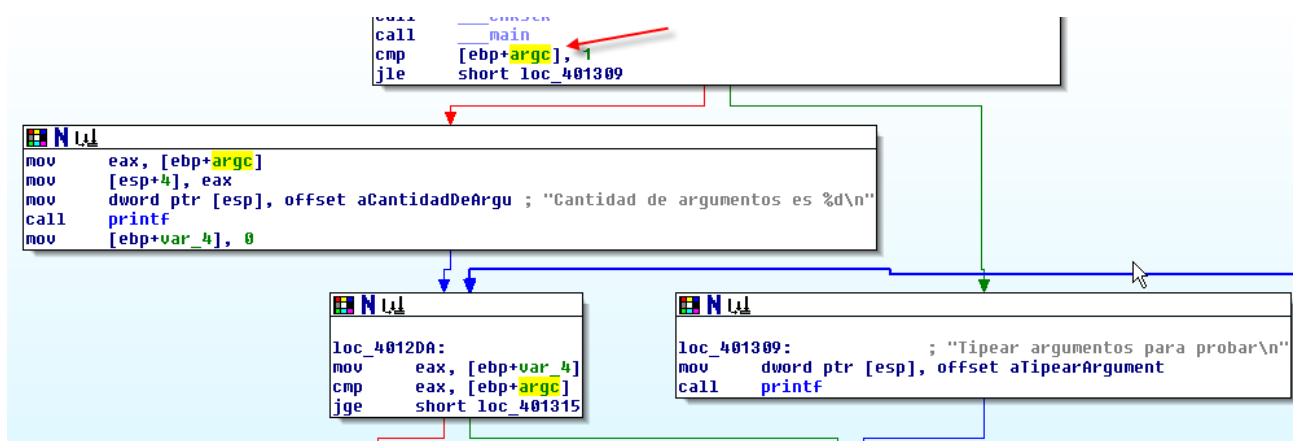 call ___chkstk
call ___main
cmp [ebp+argc], 1
jle short loc_401309
N
mov eax, [ebp+argc]
mov [esp+4], eax
mov dword ptr [esp], offset aCantidadDeArgu ; "Cantidad de argumentos es %d\n"
call printf
mov [ebp+var_4], 0
N
loc_4012DA:
mov eax, [ebp+var_4]
cmp eax, [ebp+argc]
jge short loc_401315
N
loc_401309: ; "Tipear argumentos para probar\n"
mov dword ptr [esp], offset aTipearArgument
call printf